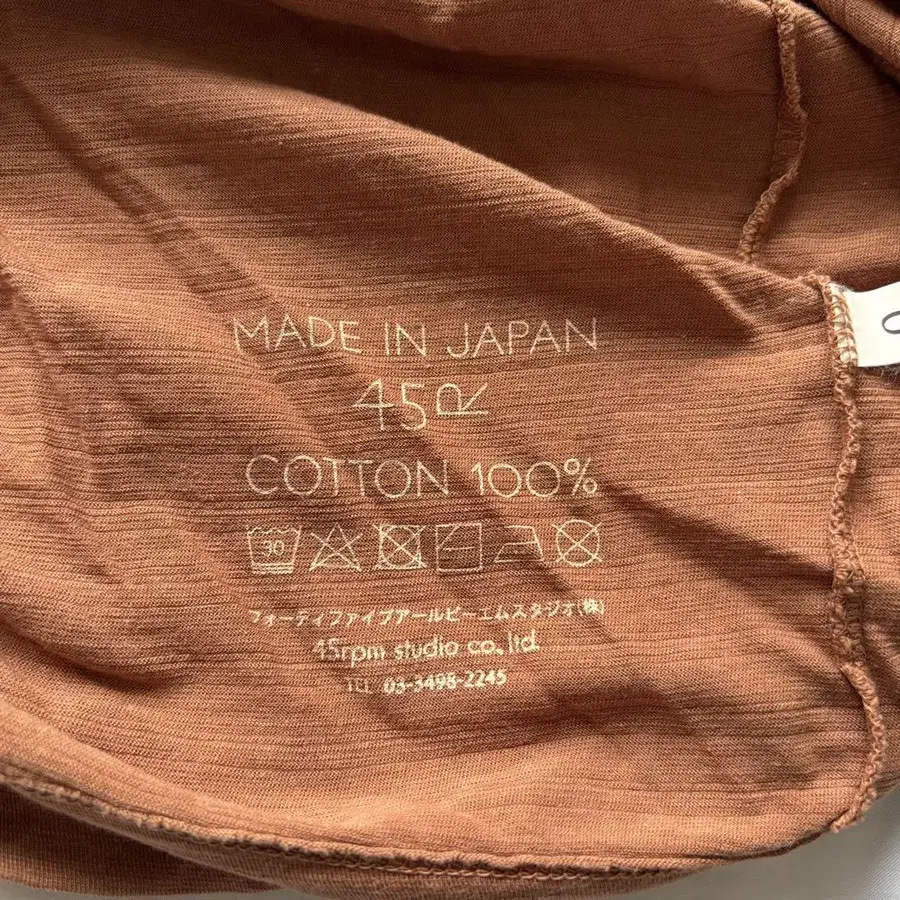 MADE IN JAPAN
45R
COTTON 100%
30
フォーティファイブアールピーエムスタジオ(株)
45rpm studio co.,ltd.
TEL 03-3498-2245